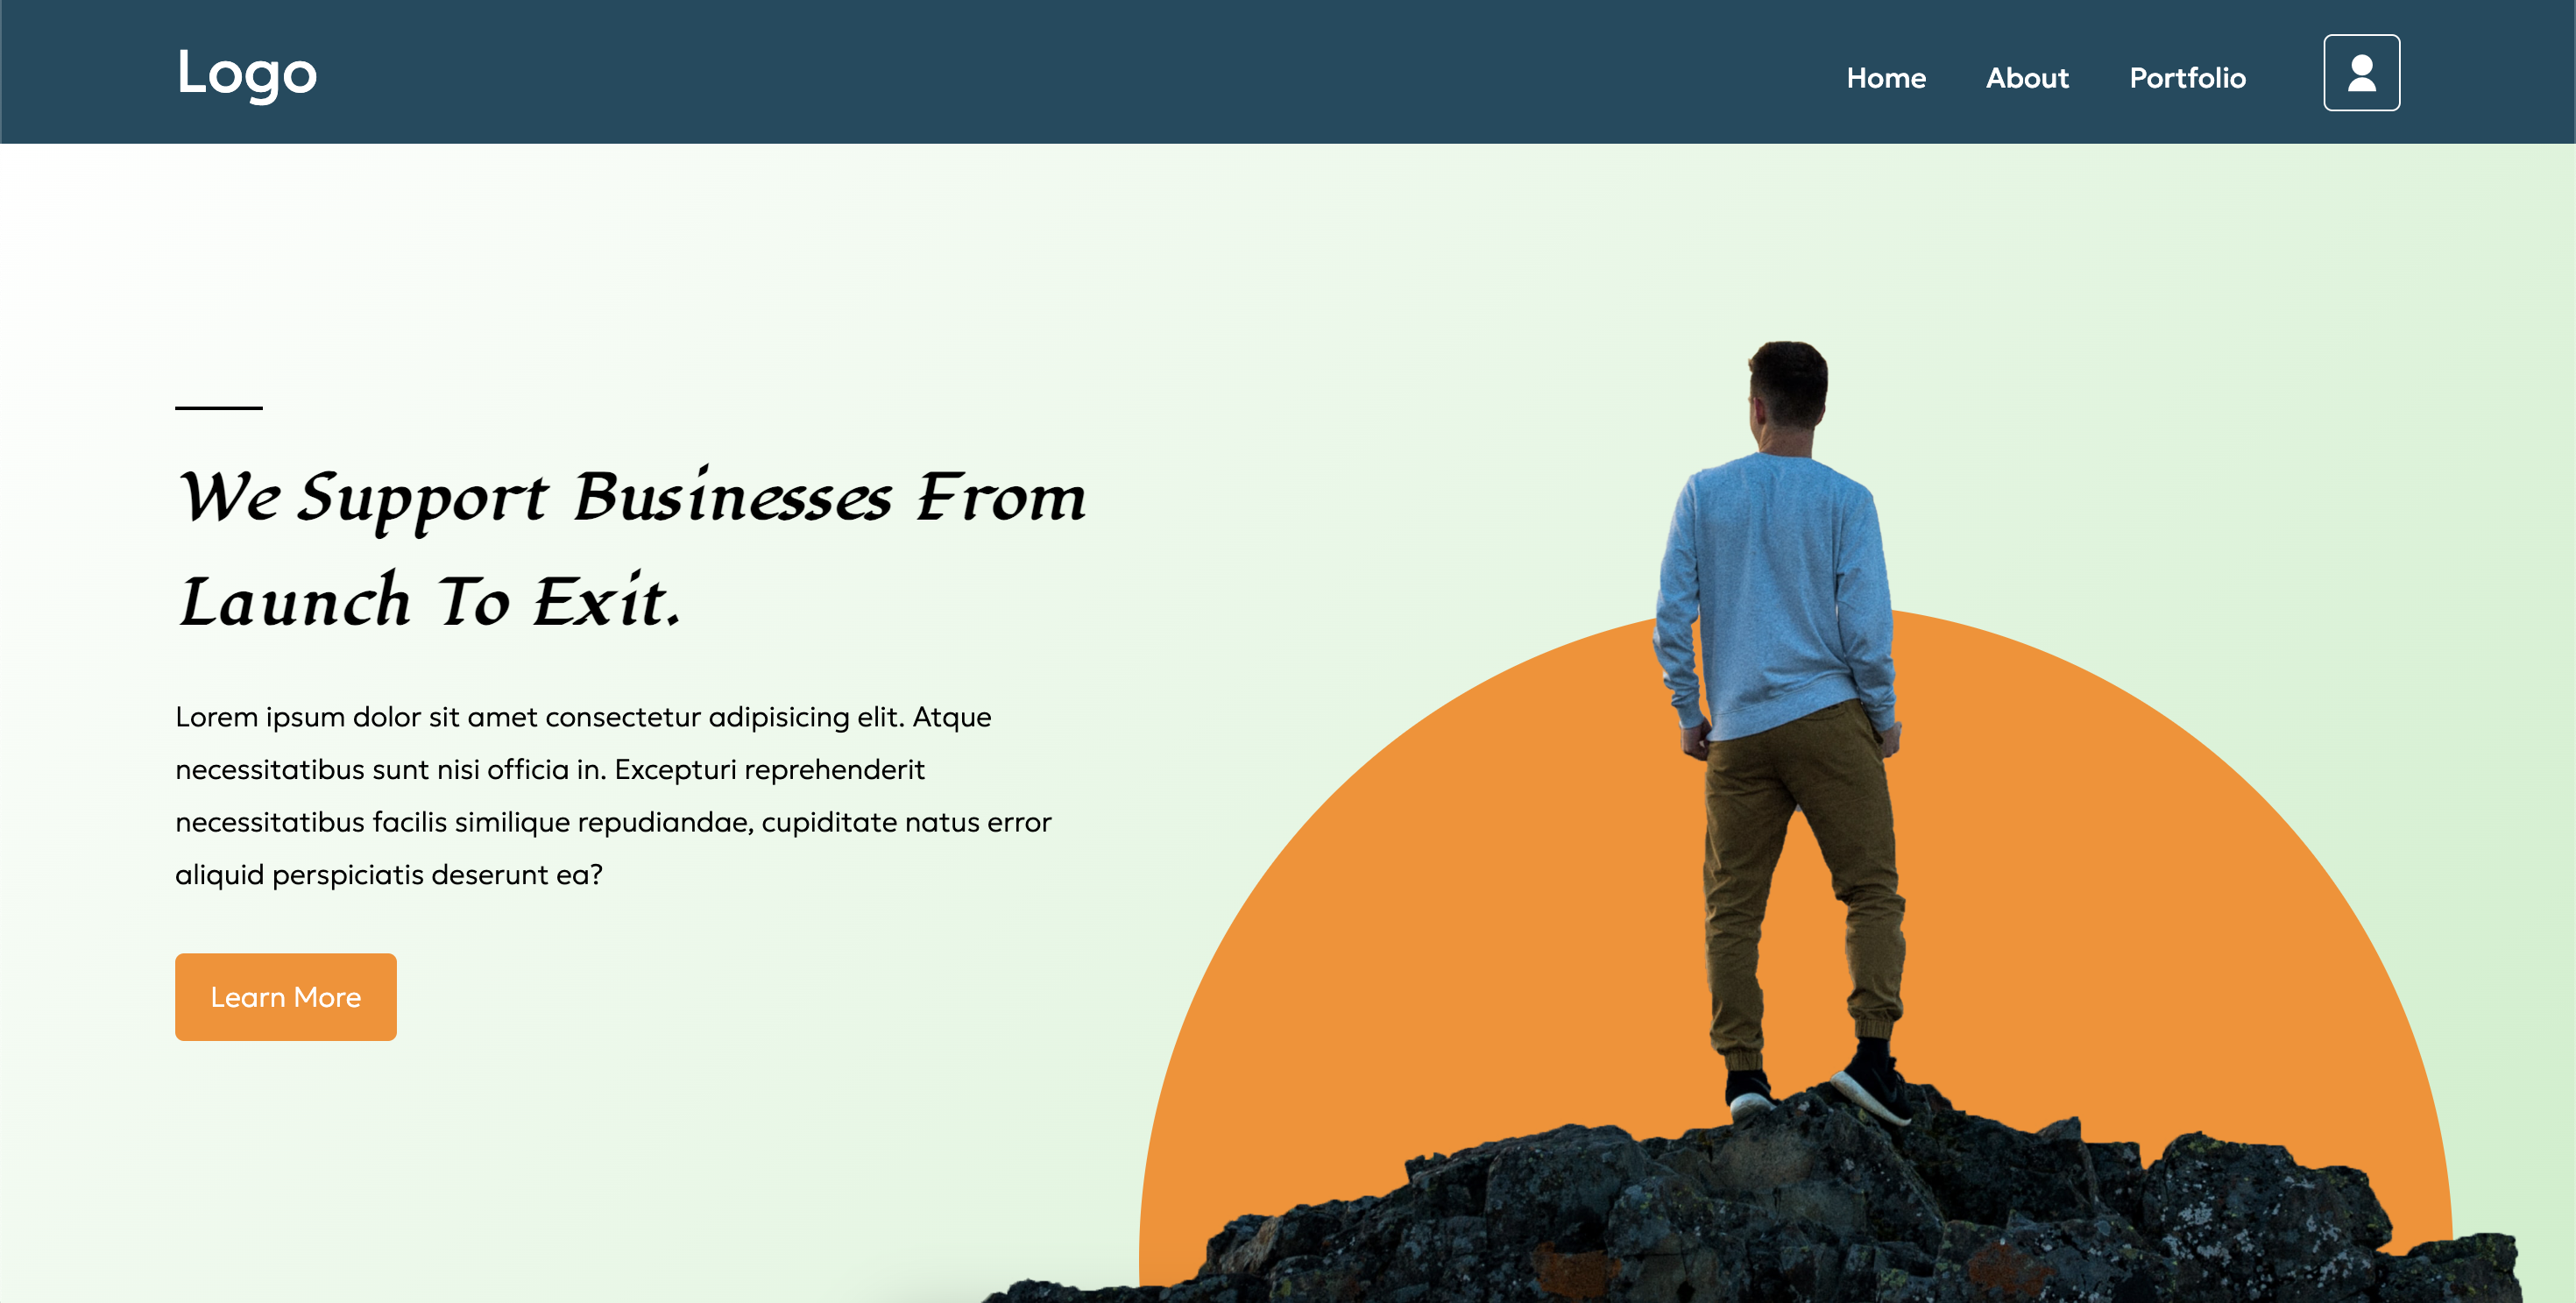 Logo
Home About Portfolio
We Support Businesses From
Launch To Exit.
Lorem ipsum dolor sit amet consectetur adipisicing elit. Atque
necessitatibus sunt nisi officia in. Excepturi reprehenderit
necessitatibus facilis similique repudiandae, cupiditate natus error
aliquid perspiciatis deserunt ea?
Learn More